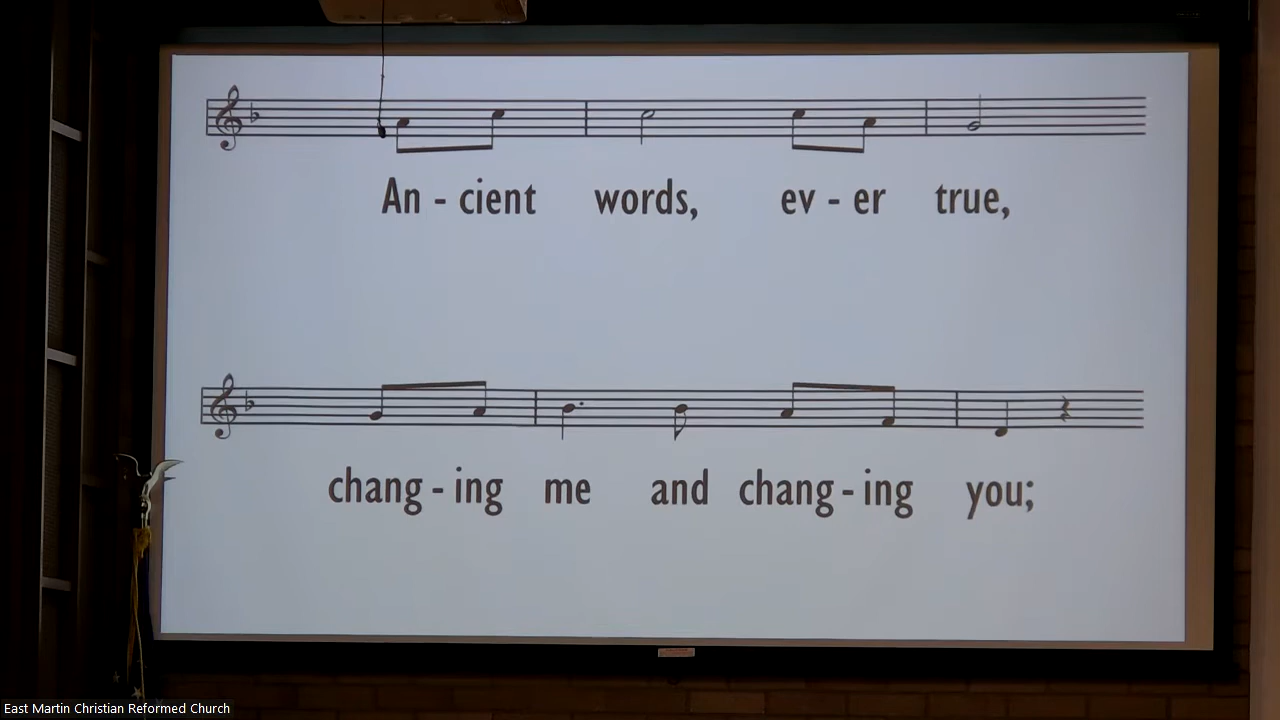 An - cient words, ev - er true,
chang - ing me and chang - ing you;
East Martin Christian Reformed Church